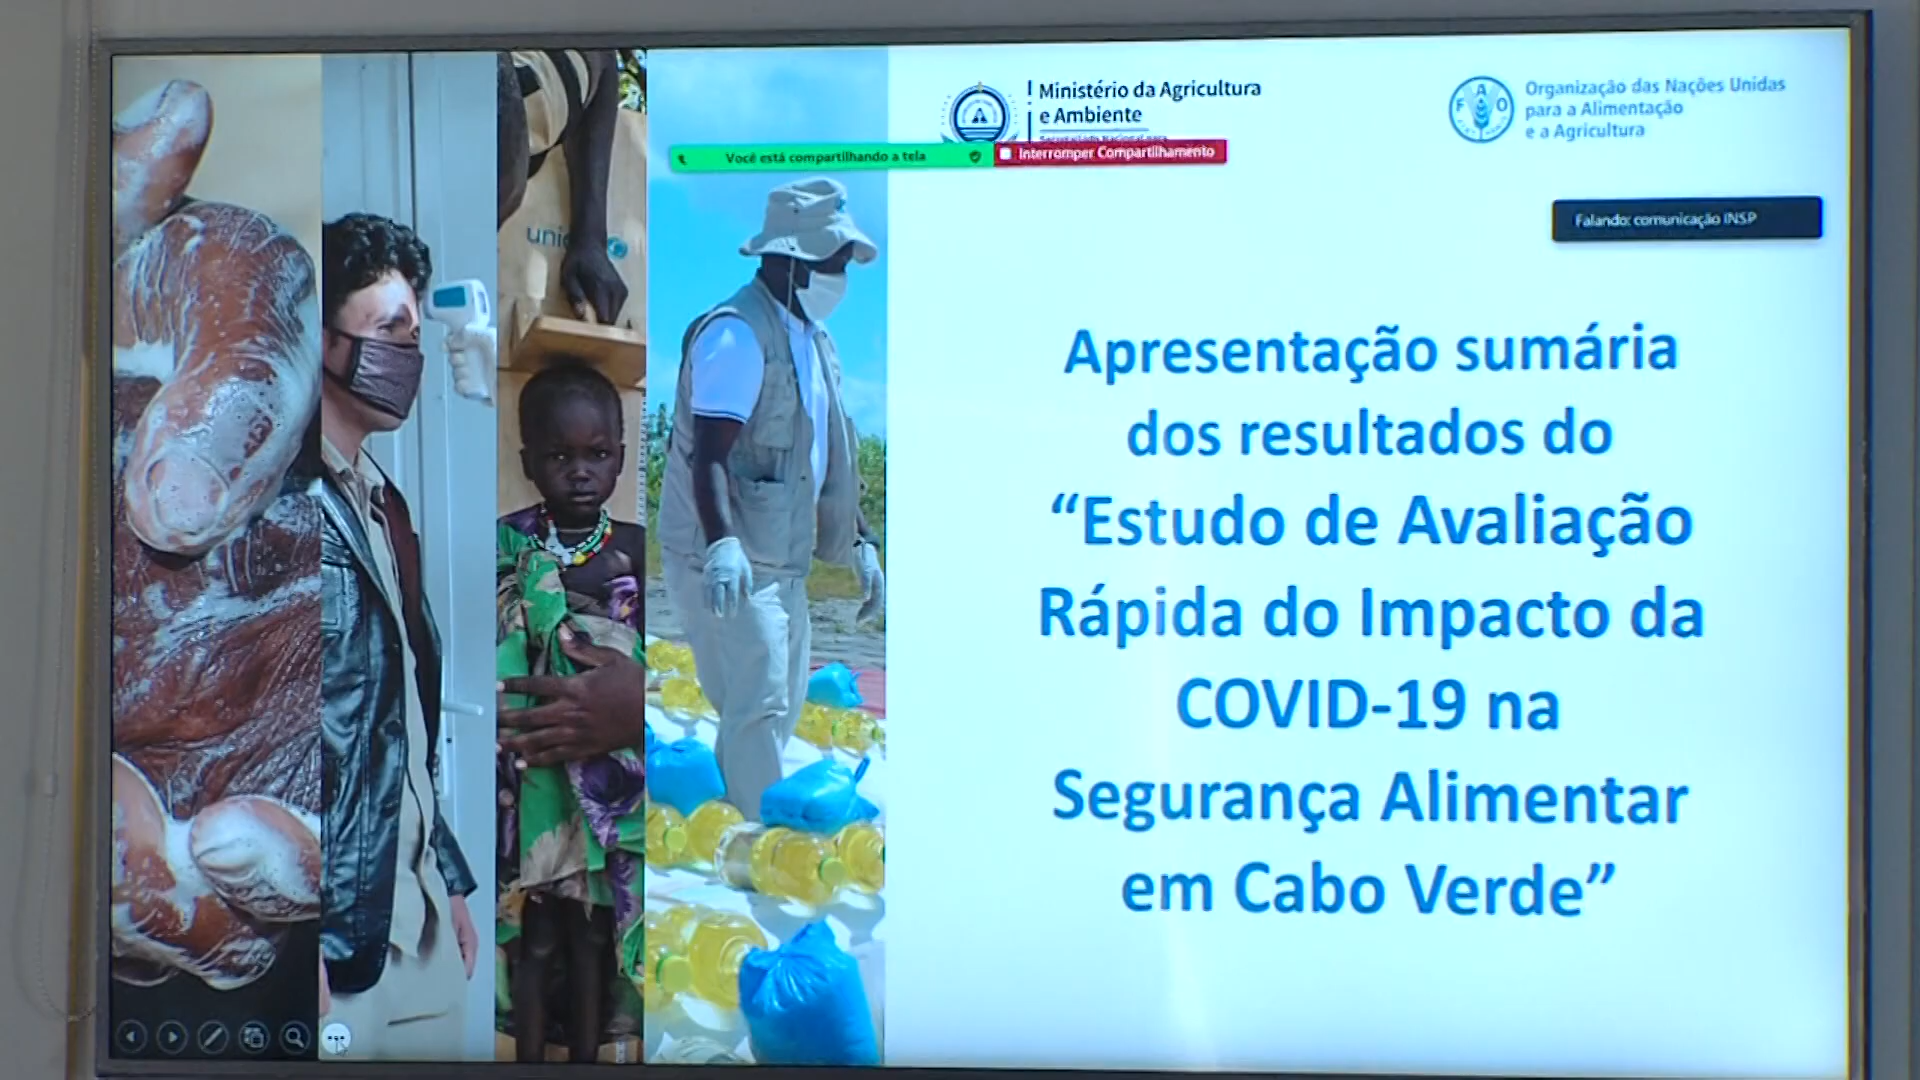 Ministério da Agricultura
e Ambiente
Organização das Nações Unidas
para a Alimentação
e a Agricultura
F A O
Você está compartilhando a tela
Interromper Compartilhamento
Falando: comunicação INSP
unic
Apresentação sumária
dos resultados do
“Estudo de Avaliação
Rápida do Impacto da
COVID-19 na
Segurança Alimentar
em Cabo Verde”